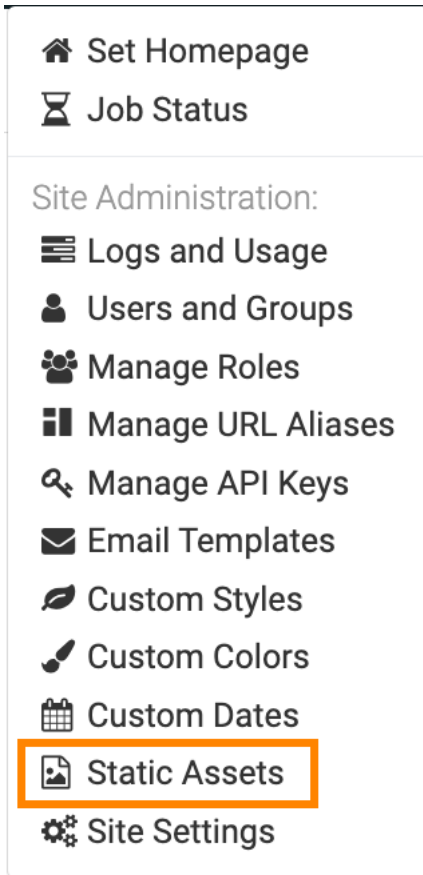 Set Homepage
Job Status
Site Administration:
Logs and Usage
Users and Groups
Manage Roles
Manage URL Aliases
Manage API Keys
Email Templates
Custom Styles
Custom Colors
Custom Dates
Static Assets
Site Settings